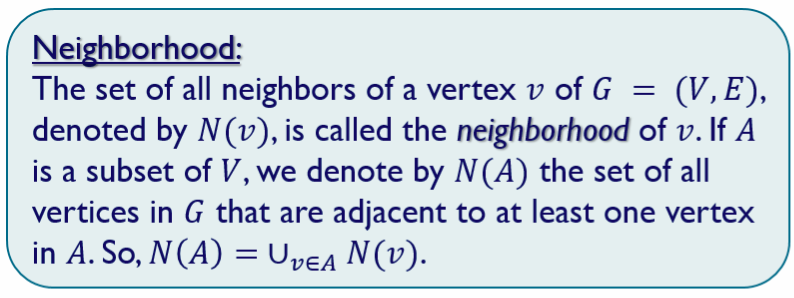 Neighborhood:
The set of all neighbors of a vertex 𝑣 of 𝐺 = (𝑉, 𝐸),
denoted by 𝑁(𝑣), is called the neighborhood of 𝑣. If 𝐴
is a subset of 𝑉, we denote by 𝑁(𝐴) the set of all
vertices in 𝐺 that are adjacent to at least one vertex
in 𝐴. So, 𝑁(𝐴) = ∪𝑣∈𝐴 𝑁(𝑣).